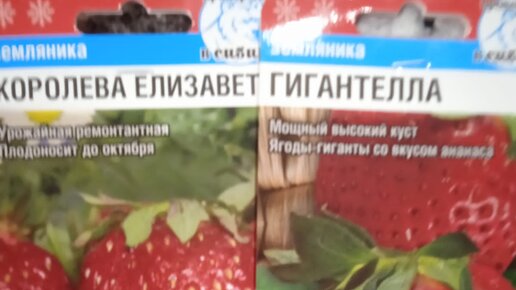 Земляника
КОРОЛЕВА ЕЛИЗАВЕТ
Урожайная ремонтантная
Плодоносит до октября
Земляника
ГИГАНТЕЛЛА
Мощный высокий куст
Ягоды-гиганты со вкусом ананаса